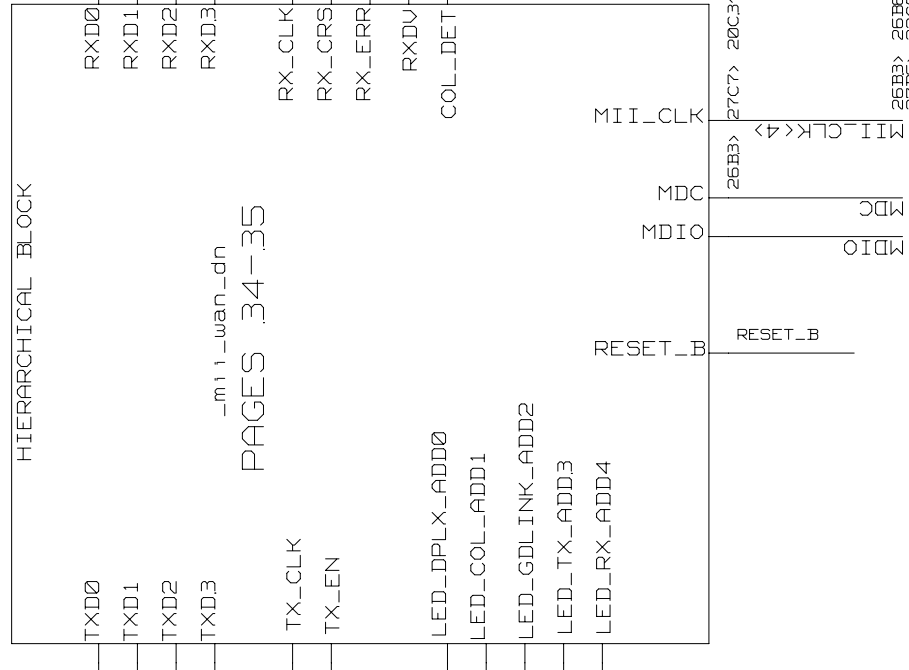 RXD0
RXD1
RXD2
RXD3
RX_CLK
RX_CRS
RX_ERR
RXDV
COL_DET
MII_CLK
MDC
MDIO
RESET_B
HIERARCHICAL BLOCK
_mii_wan_dn
PAGES 34-35
TXD0
TXD1
TXD2
TXD3
TX_CLK
TX_EN
LED_DPLX_ADD0
LED_COL_ADD1
LED_GDLINK_ADD2
LED_TX_ADD3
LED_RX_ADD4
26B3> 27C7>
MII_CLK<4>
MDC
MDIO
RESET_B
26B3>